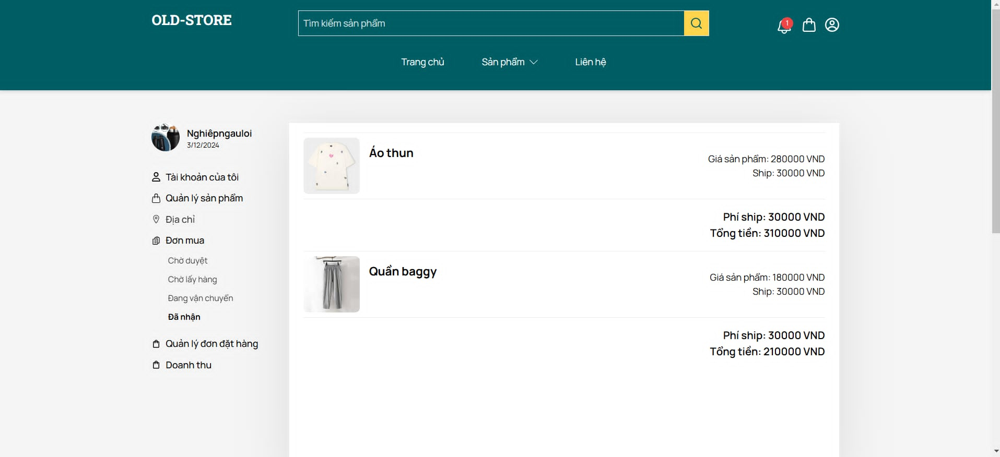 OLD-STORE
Tìm kiếm sản phẩm
1
Trang chủ
Sản phẩm
Liên hệ
Nghiêpngauloi
3/12/2024
Tài khoản của tôi
Quản lý sản phẩm
Địa chỉ
Đơn mua
Chờ duyệt
Chờ lấy hàng
Đang vận chuyển
Đã nhận
Quản lý đơn đặt hàng
Doanh thu
Áo thun
Giá sản phẩm: 280000 VND
Ship: 30000 VND
Phí ship: 30000 VND
Tổng tiền: 310000 VND
Quần baggy
Giá sản phẩm: 180000 VND
Ship: 30000 VND
Phí ship: 30000 VND
Tổng tiền: 210000 VND